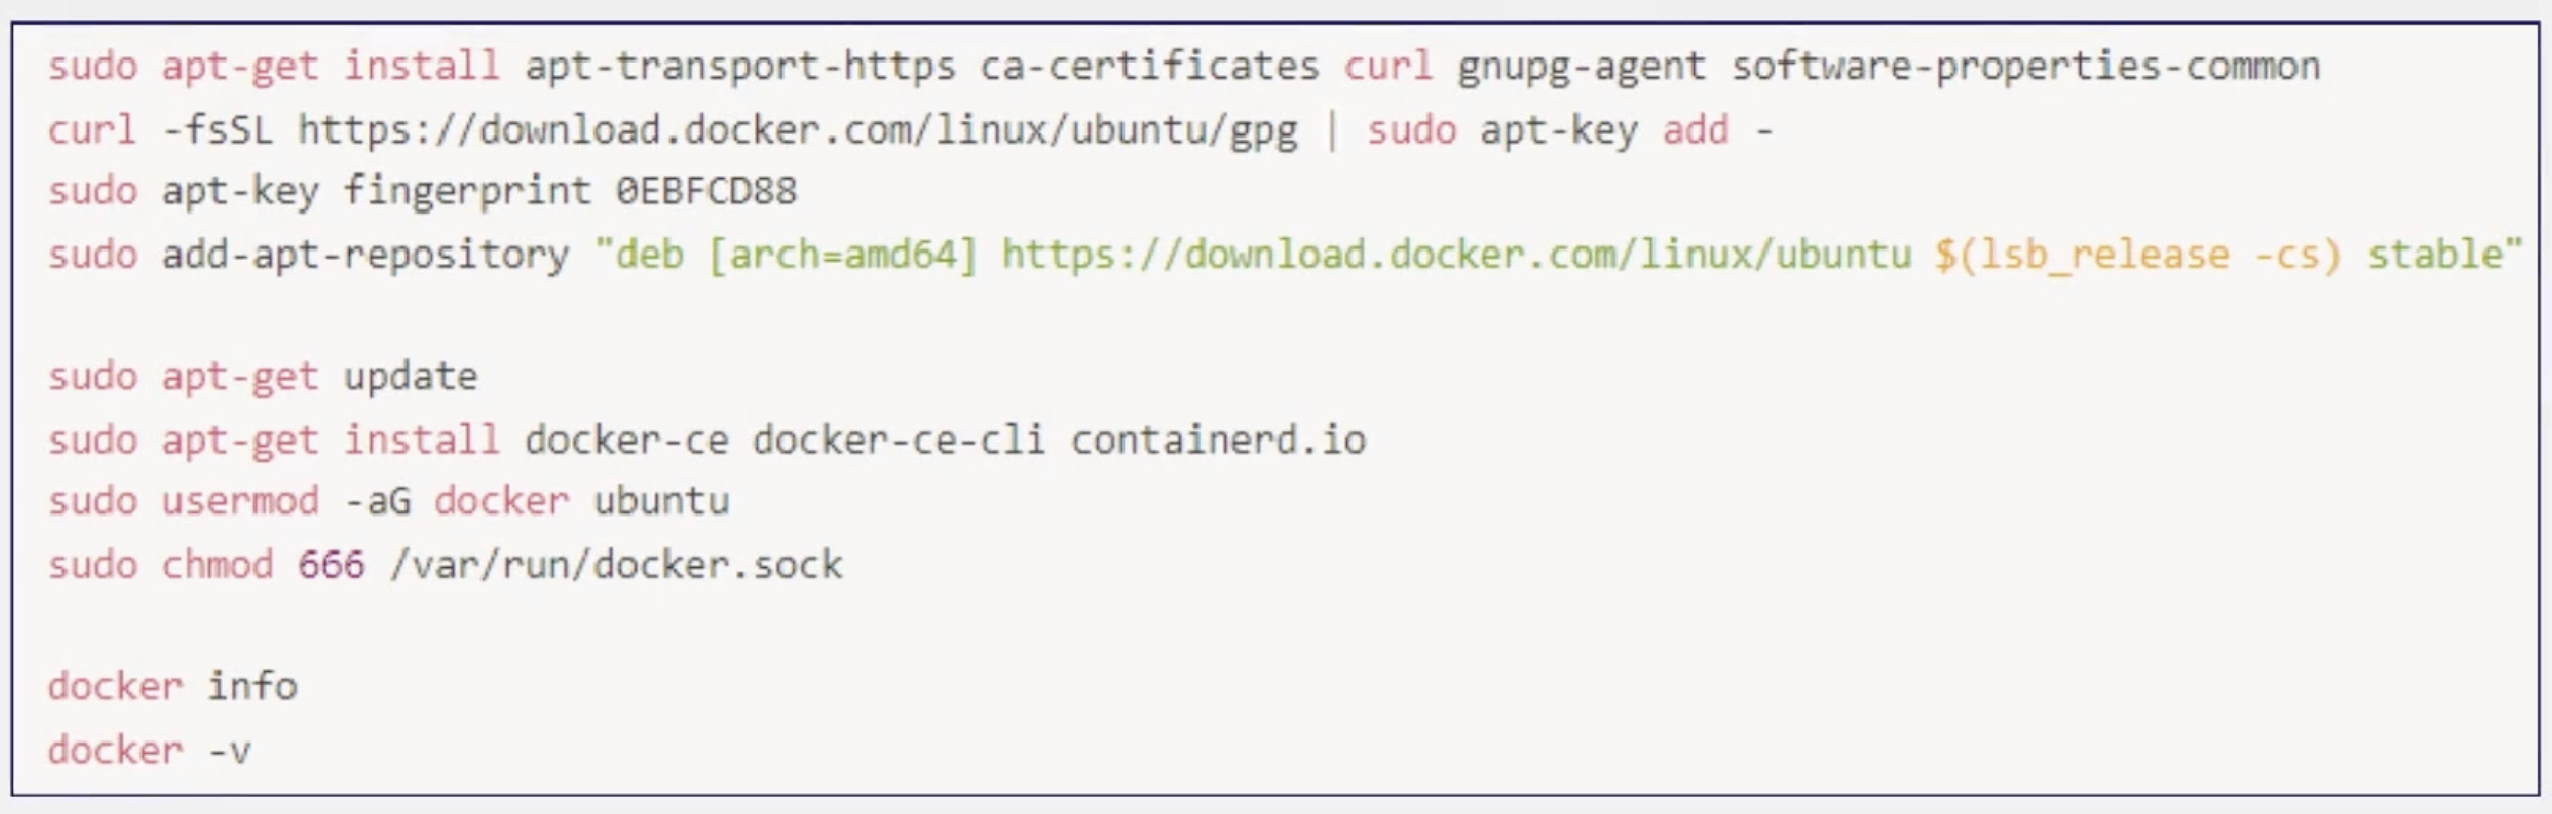 sudo apt-get install apt-transport-https ca-certificates curl gnupg-agent software-properties-common
curl -fsSL https://download.docker.com/linux/ubuntu/gpg | sudo apt-key add -
sudo apt-key fingerprint 0EBFCD88
sudo add-apt-repository "deb [arch=amd64] https://download.docker.com/linux/ubuntu $(lsb_release -cs) stable"
sudo apt-get update
sudo apt-get install docker-ce docker-ce-cli containerd.io
sudo usermod -aG docker ubuntu
sudo chmod 666 /var/run/docker.sock
docker info
docker -v